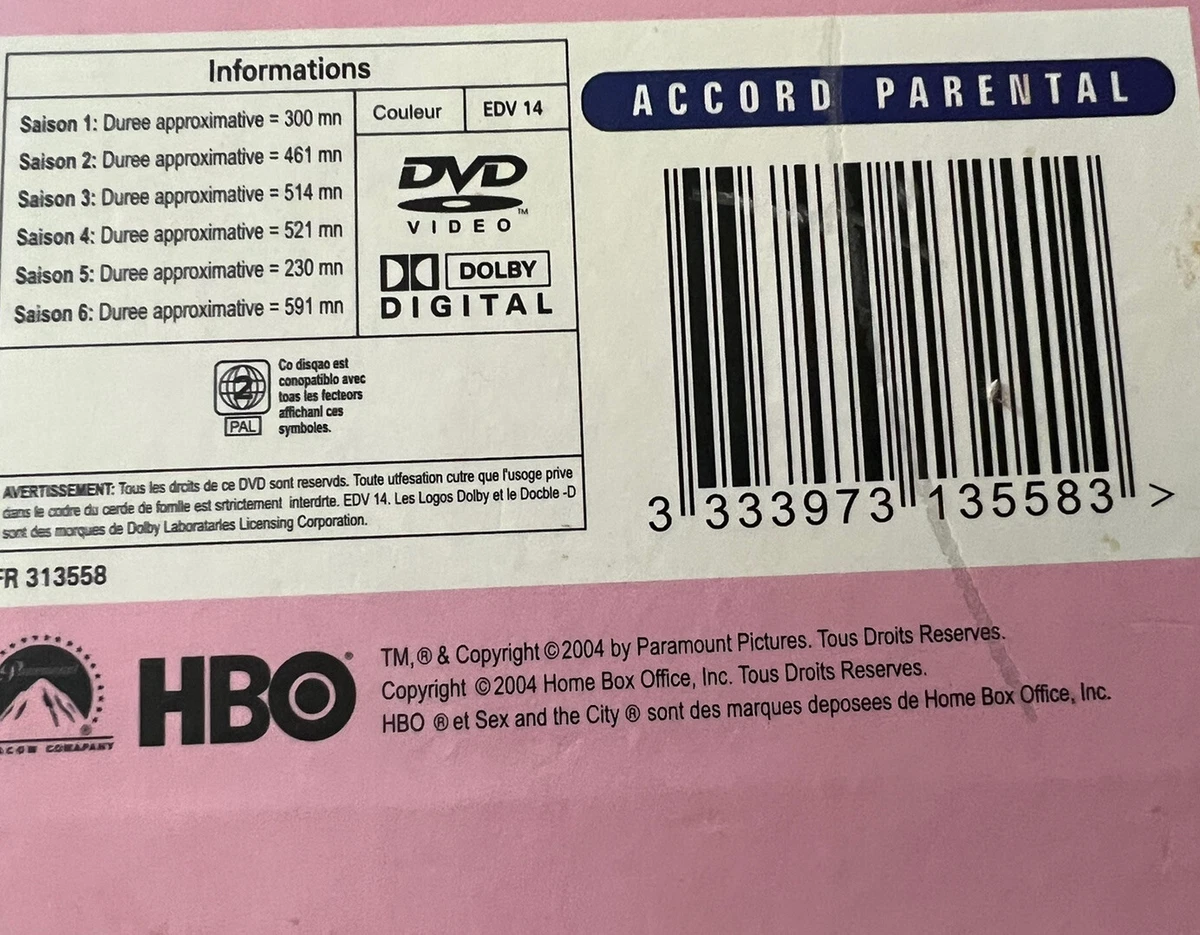 Informations
Saison 1: Duree approximative = 300 mn
Saison 2: Duree approximative = 461 mn
Saison 3: Duree approximative = 514 mn
Saison 4: Duree approximative = 521 mn
Saison 5: Duree approximative = 230 mn
Saison 6: Duree approximative = 591 mn
Couleur
EDV 14
DVD
VIDEO™
DOLBY
DIGITAL
2
PAL
Co disqao est
conopatiblo avec
toas les fecteors
affichanl ces
symboles.
AVERTISSEMENT: Tous les droits de ce DVD sont reservds. Toute utfesation cutre que l'usoge prive
dans le codre du cerde de fomlle est srtrictement interdrte. EDV 14. Les Logos Dolby et le Docble -D
sont des morques de Dolby Laboratarles Licensing Corporation.
FR 313558
ACCORD PARENTAL
3 333973 135583 >
Paramount
COMAPANY
HBO®
TM,® & Copyright ©2004 by Paramount Pictures. Tous Droits Reserves.
Copyright ©2004 Home Box Office, Inc. Tous Droits Reserves.
HBO ® et Sex and the City ® sont des marques deposees de Home Box Office, Inc.